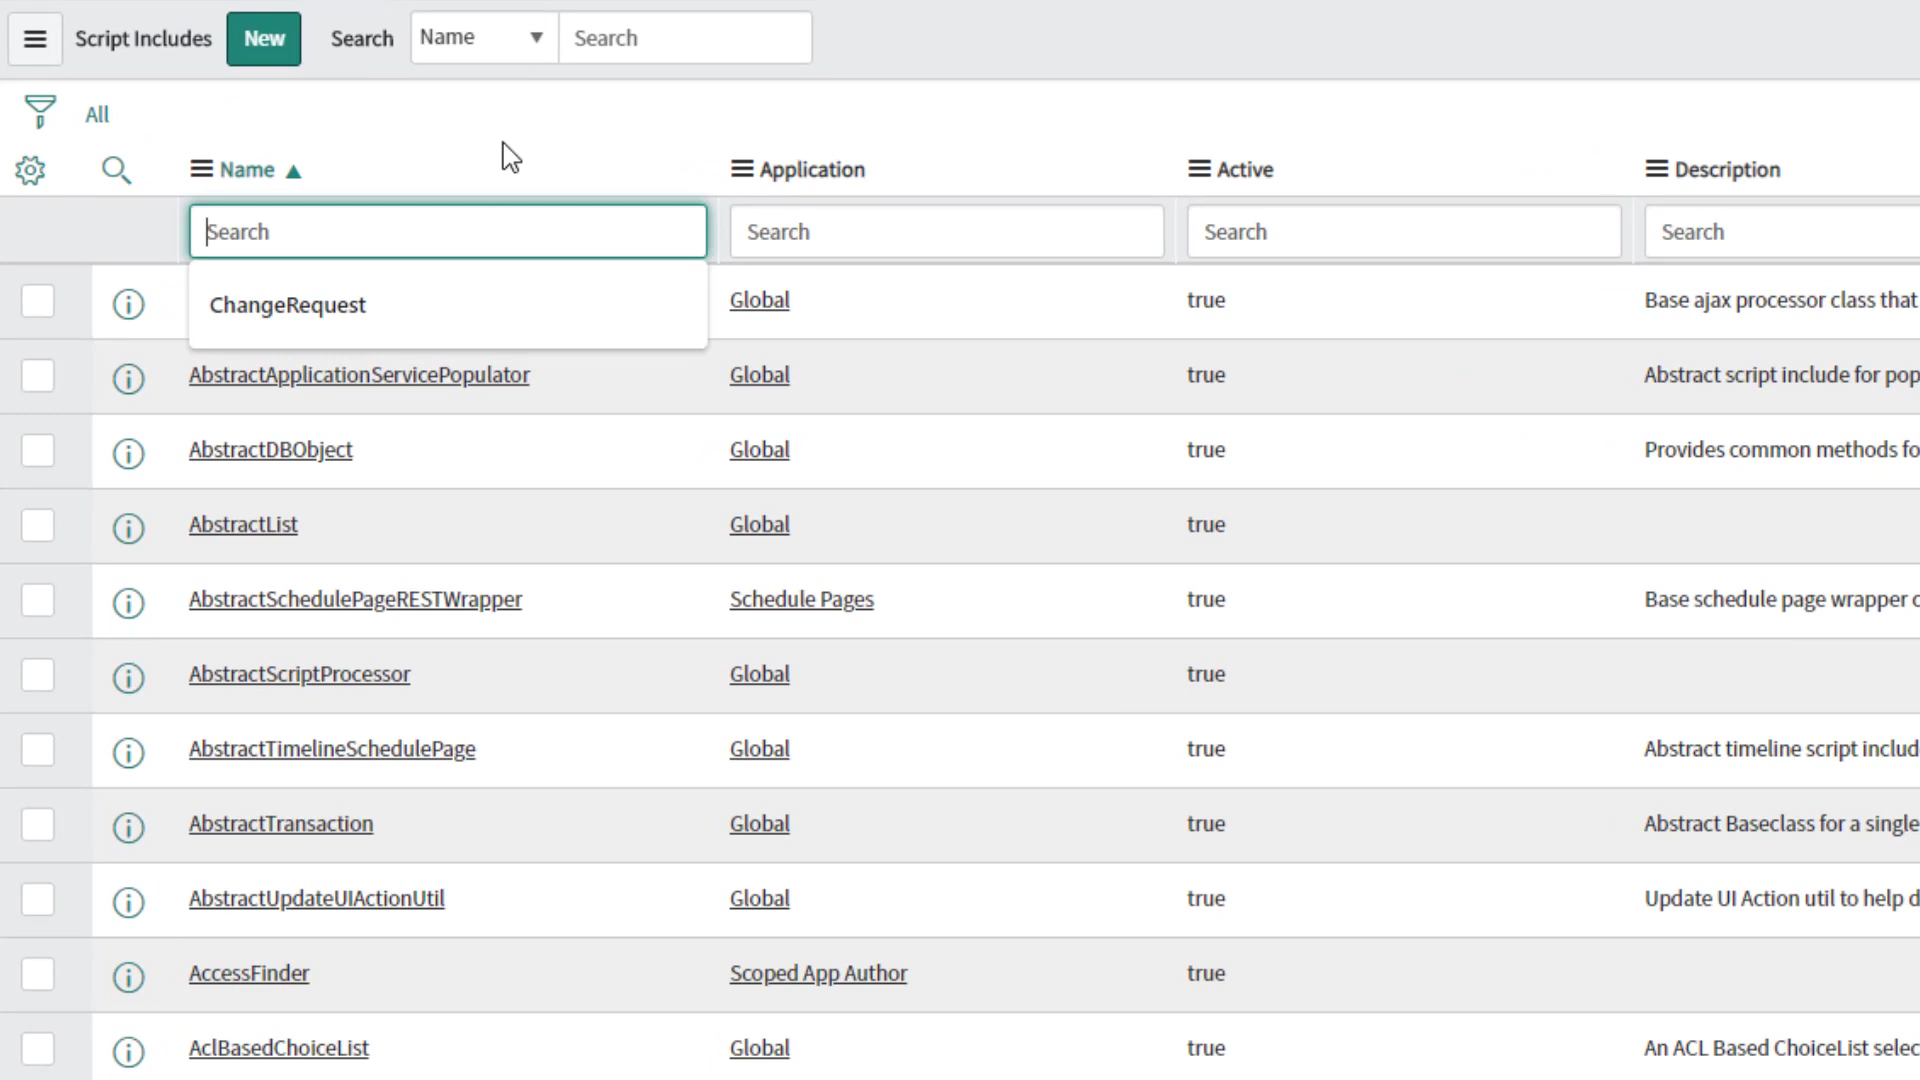 Script Includes New Search Name Search
All
Name Application Active Description
Search Search Search Search
ChangeRequest Global true Base ajax processor class that
AbstractApplicationServicePopulator Global true Abstract script include for pop
AbstractDBObject Global true Provides common methods fo
AbstractList Global true
AbstractSchedulePageRESTWrapper Schedule Pages true Base schedule page wrapper c
AbstractScriptProcessor Global true
AbstractTimelineSchedulePage Global true Abstract timeline script includ
AbstractTransaction Global true Abstract Baseclass for a single
AbstractUpdateUIActionUtil Global true Update UI Action util to help d
AccessFinder Scoped App Author true
AclBasedChoiceList Global true An ACL Based ChoiceList selec